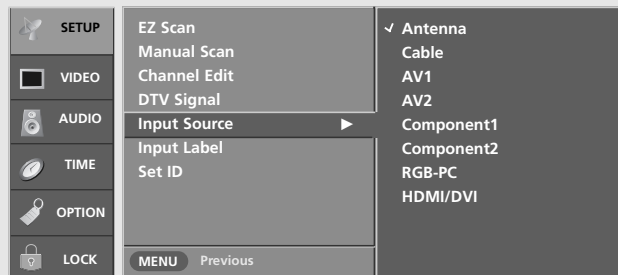 SETUP
VIDEO
AUDIO
TIME
OPTION
LOCK
EZ Scan
Manual Scan
Channel Edit
DTV Signal
Input Source ►
Input Label
Set ID
MENU Previous
✓ Antenna
Cable
AV1
AV2
Component1
Component2
RGB-PC
HDMI/DVI